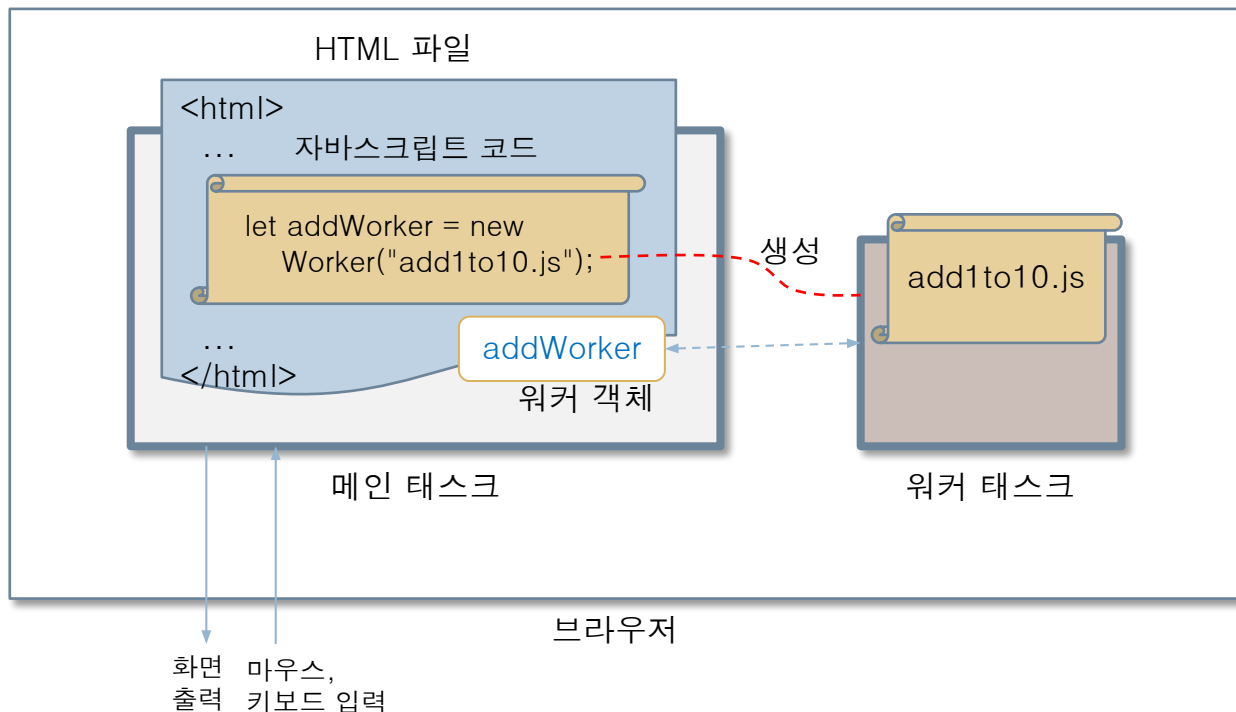 HTML 파일
<html>
... 자바스크립트 코드
let addWorker = new
Worker("add1to10.js");
...
</html>
addWorker
워커 객체
생성
add1to10.js
메인 태스크
워커 태스크
브라우저
화면
출력
마우스,
키보드 입력